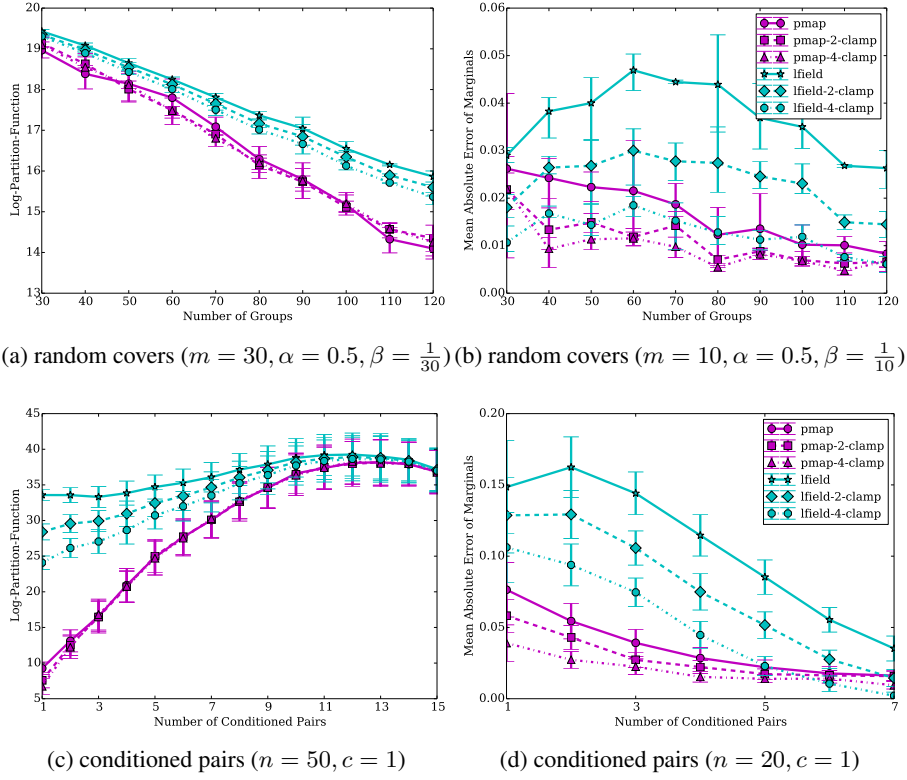 20
19
18
17
16
15
14
13
30 40 50 60 70 80 90 100 110 120
Number of Groups
Log-Partition-Function
0.06
0.05
0.04
0.03
0.02
0.01
0.00
30 40 50 60 70 80 90 100 110 120
Number of Groups
Mean Absolute Error of Marginals
pmap
pmap-2-clamp
pmap-4-clamp
lfield
lfield-2-clamp
lfield-4-clamp
(a) random covers (m = 30, α = 0.5, β = 1/30)
(b) random covers (m = 10, α = 0.5, β = 1/10)
45
40
35
30
25
20
15
10
5
1 3 5 7 9 11 13 15
Number of Conditioned Pairs
Log-Partition-Function
0.20
0.15
0.10
0.05
0.00
1 3 5 7
Number of Conditioned Pairs
Mean Absolute Error of Marginals
pmap
pmap-2-clamp
pmap-4-clamp
lfield
lfield-2-clamp
lfield-4-clamp
(c) conditioned pairs (n = 50, c = 1)
(d) conditioned pairs (n = 20, c = 1)